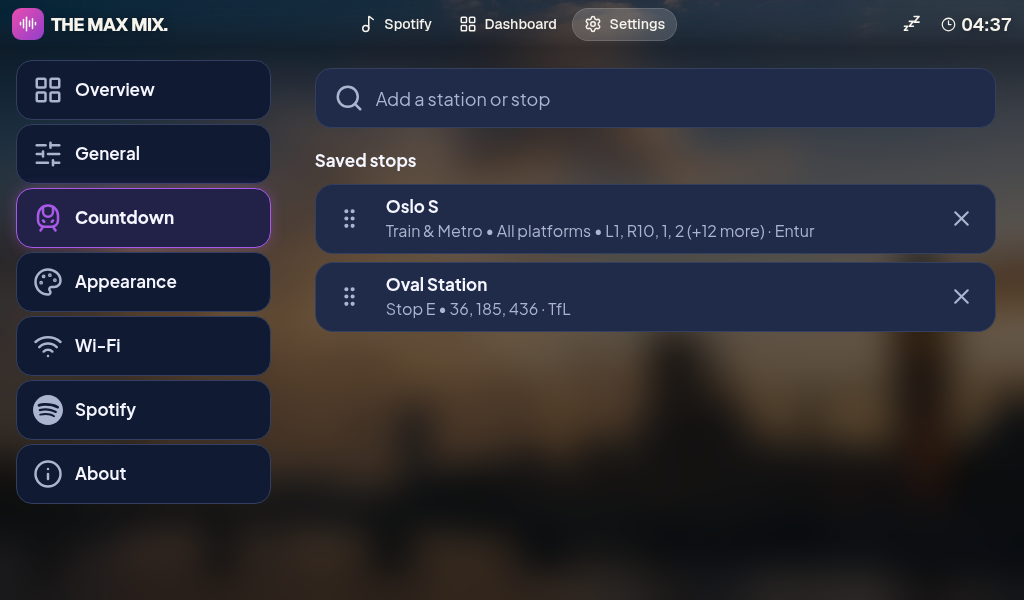 THE MAX MIX.
Spotify
Dashboard
Settings
04:37
Overview
General
Countdown
Appearance
Wi-Fi
Spotify
About
Add a station or stop
Saved stops
Oslo S
Train & Metro • All platforms • L1, R10, 1, 2 (+12 more) · Entur
Oval Station
Stop E • 36, 185, 436 · TfL